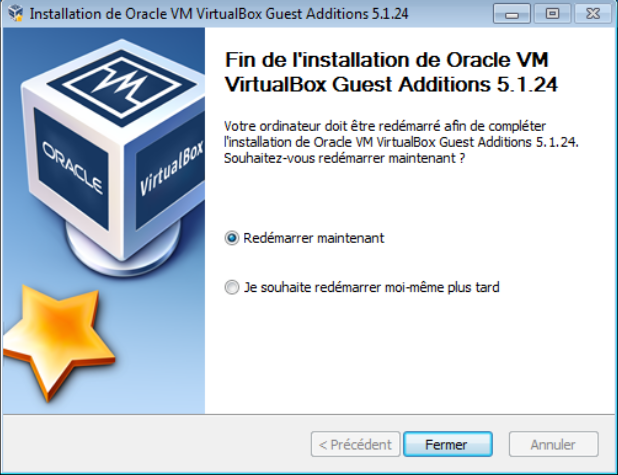 Installation de Oracle VM VirtualBox Guest Additions 5.1.24
Fin de l'installation de Oracle VM
VirtualBox Guest Additions 5.1.24
ORACLE
VirtualBox
Votre ordinateur doit être redémarré afin de compléter
l'installation de Oracle VM VirtualBox Guest Additions 5.1.24.
Souhaitez-vous redémarrer maintenant ?
Redémarrer maintenant
Je souhaite redémarrer moi-même plus tard
< Précédent
Fermer
Annuler